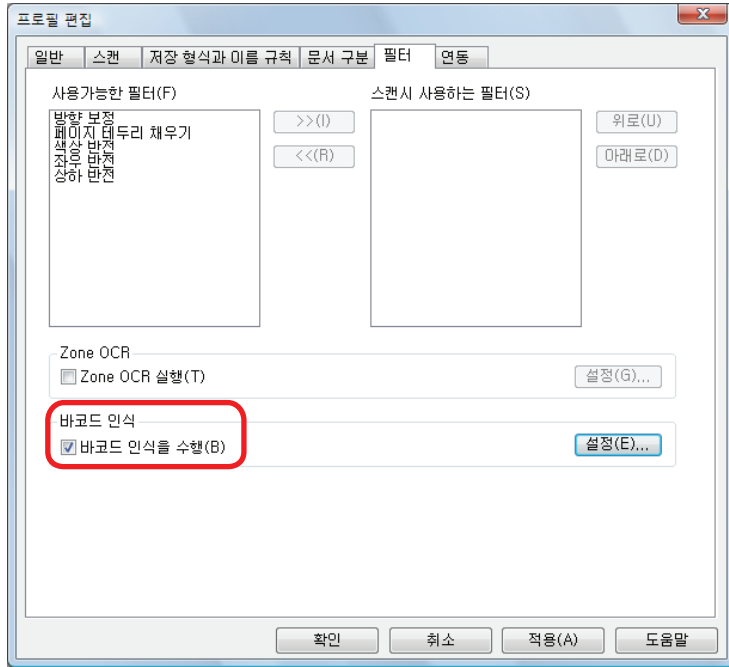 프로필 편집
일반 스캔 저장 형식과 이름 규칙 문서 구분 필터 연동
사용가능한 필터(F) 스캔시 사용하는 필터(S)
방향 보정
페이지 테두리 채우기
색상 반전
좌우 반전
상하 반전
>>(I)
<<(R)
위로(U)
아래로(D)
Zone OCR
Zone OCR 실행(T) 설정(G)...
바코드 인식
바코드 인식을 수행(B) 설정(E)...
확인 취소 적용(A) 도움말